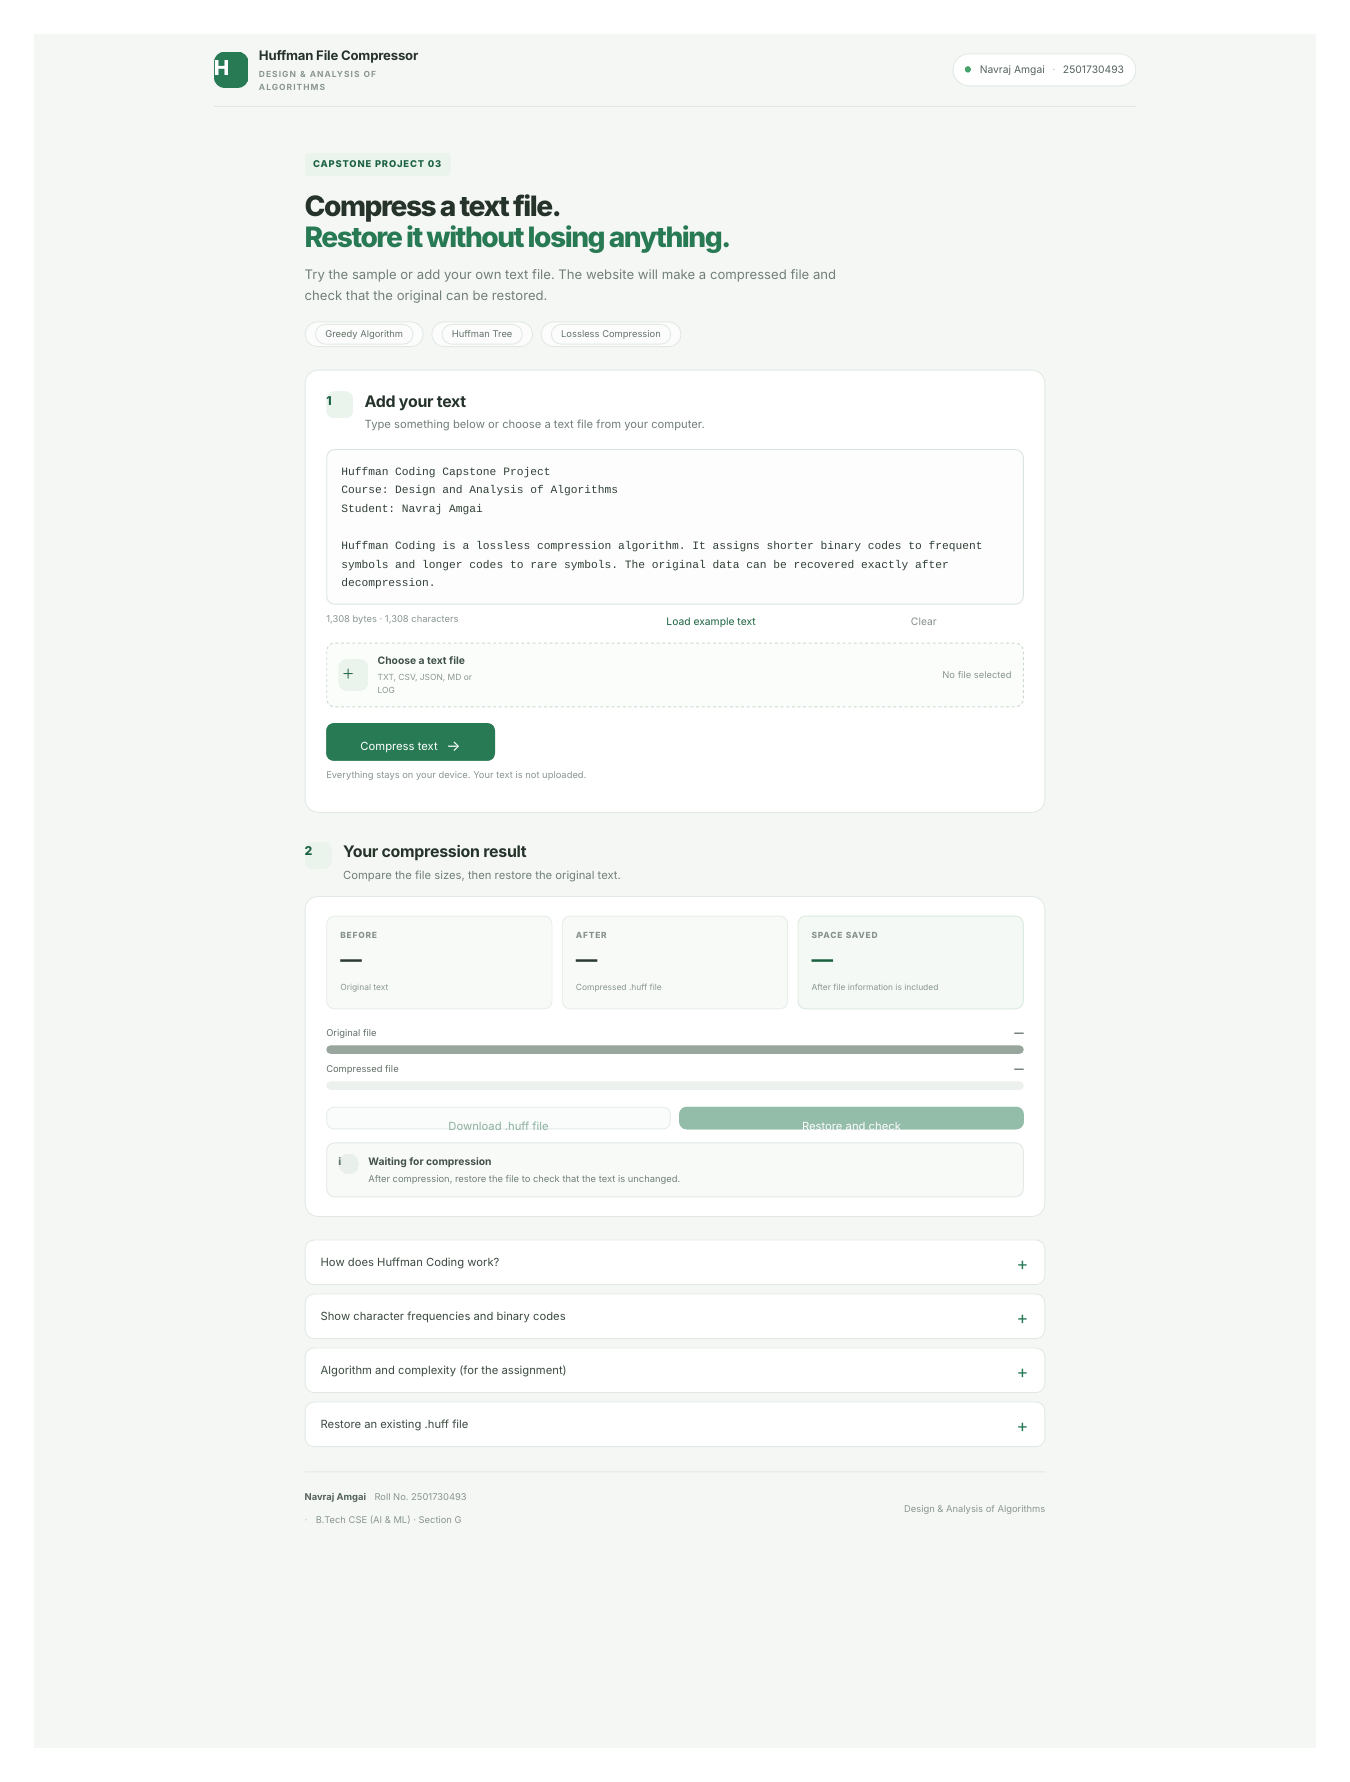 H
Huffman File Compressor
DESIGN & ANALYSIS OF
ALGORITHMS
Navraj Amgai · 2501730493
CAPSTONE PROJECT 03
Compress a text file.
Restore it without losing anything.
Try the sample or add your own text file. The website will make a compressed file and
check that the original can be restored.
Greedy Algorithm
Huffman Tree
Lossless Compression
1
Add your text
Type something below or choose a text file from your computer.
Huffman Coding Capstone Project
Course: Design and Analysis of Algorithms
Student: Navraj Amgai
Huffman Coding is a lossless compression algorithm. It assigns shorter binary codes to frequent
symbols and longer codes to rare symbols. The original data can be recovered exactly after
decompression.
1,308 bytes · 1,308 characters
Load example text
Clear
+
Choose a text file
TXT, CSV, JSON, MD or
LOG
No file selected
Compress text →
Everything stays on your device. Your text is not uploaded.
2
Your compression result
Compare the file sizes, then restore the original text.
BEFORE
—
Original text
AFTER
—
Compressed .huff file
SPACE SAVED
—
After file information is included
Original file —
Compressed file —
Download .huff file
Restore and check
i
Waiting for compression
After compression, restore the file to check that the text is unchanged.
How does Huffman Coding work? +
Show character frequencies and binary codes +
Algorithm and complexity (for the assignment) +
Restore an existing .huff file +
Navraj Amgai Roll No. 2501730493
· B.Tech CSE (AI & ML) · Section G
Design & Analysis of Algorithms